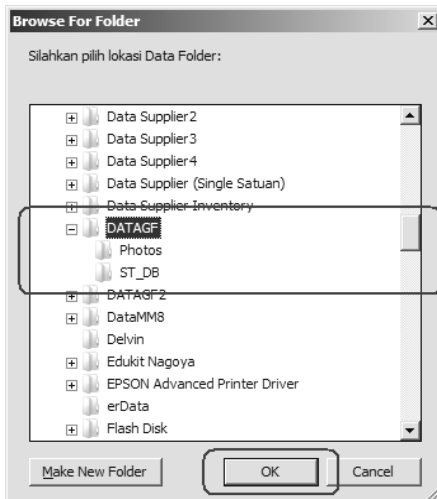 Browse For Folder
Silahkan pilih lokasi Data Folder:
Data Supplier2
Data Supplier3
Data Supplier4
Data Supplier (Single Satuan)
Data Supplier Inventory
DATAGF
Photos
ST_DB
DATAGF2
DataMM8
Delvin
Edukit Nagoya
EPSON Advanced Printer Driver
erData
Flash Disk
Make New Folder OK Cancel